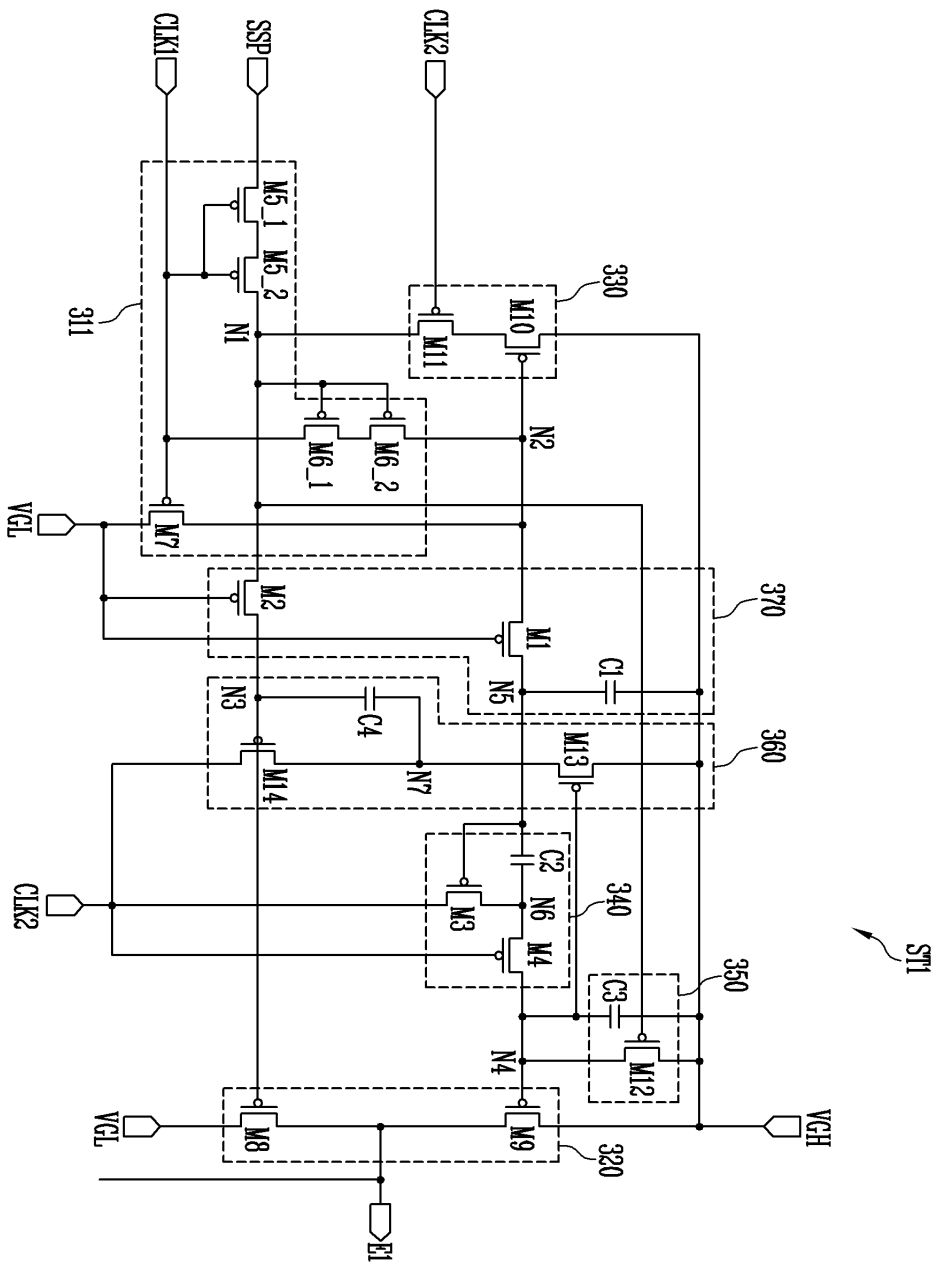 ST1
VGH
370
360
350
330
340
320
CLK2
M10
M11
N2
M1
C1
N5
M13
C2
N6
M4
C3
M12
N4
M9
M3
SSP
M5_1
M5_2
N1
M6_2
M6_1
M2
N3
C4
N7
M14
M8
E1
CLK1
311
M7
VGL
CLK2
VGL